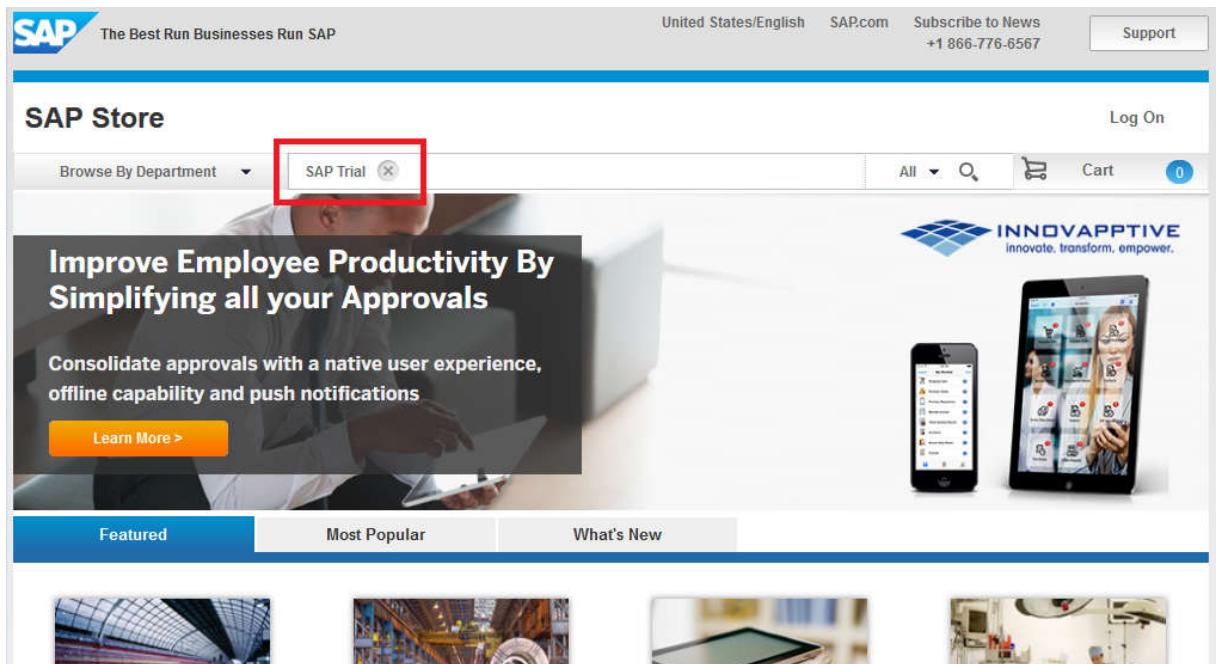 SAP
The Best Run Businesses Run SAP
United States/English
SAP.com
Subscribe to News
+1 866-776-6567
Support
SAP Store
Log On
Browse By Department
SAP Trial
All
Cart
0
INNOVAPPTIVE
innovate. transform. empower.
Improve Employee Productivity By
Simplifying all your Approvals
Consolidate approvals with a native user experience,
offline capability and push notifications
Learn More >
Featured
Most Popular
What's New